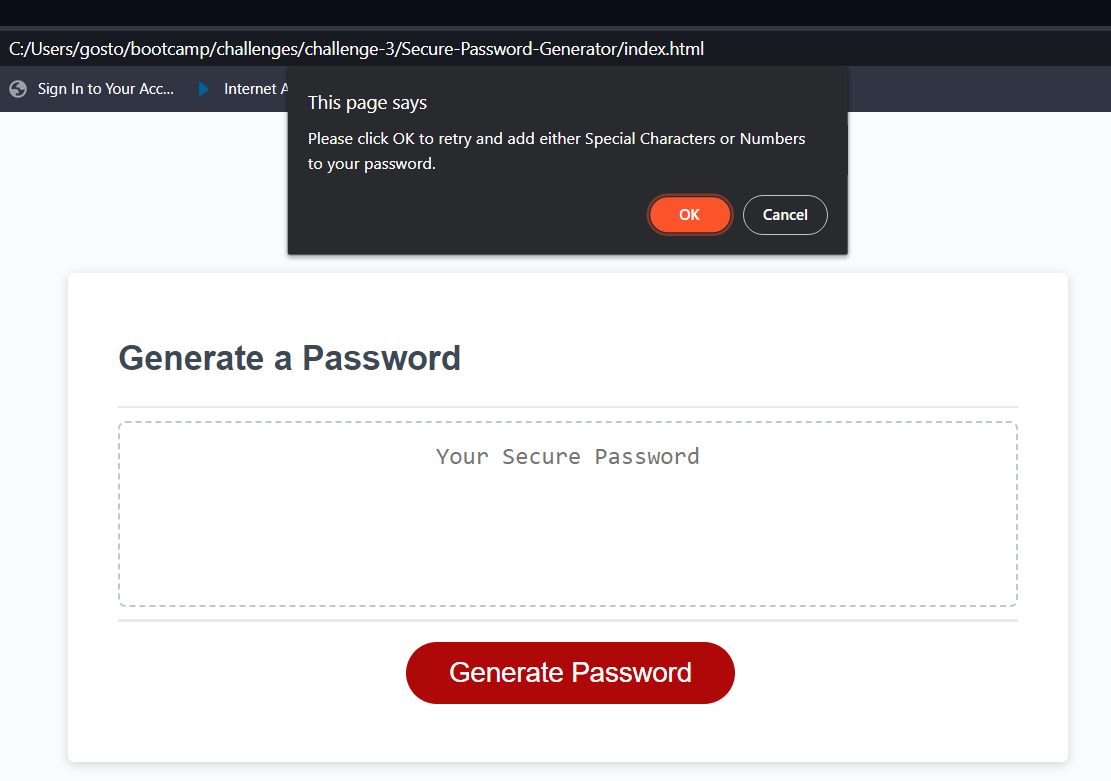 C:/Users/gosto/bootcamp/challenges/challenge-3/Secure-Password-Generator/index.html
Sign In to Your Acc... Internet A
This page says
Please click OK to retry and add either Special Characters or Numbers
to your password.
OK Cancel
Generate a Password
Your Secure Password
Generate Password